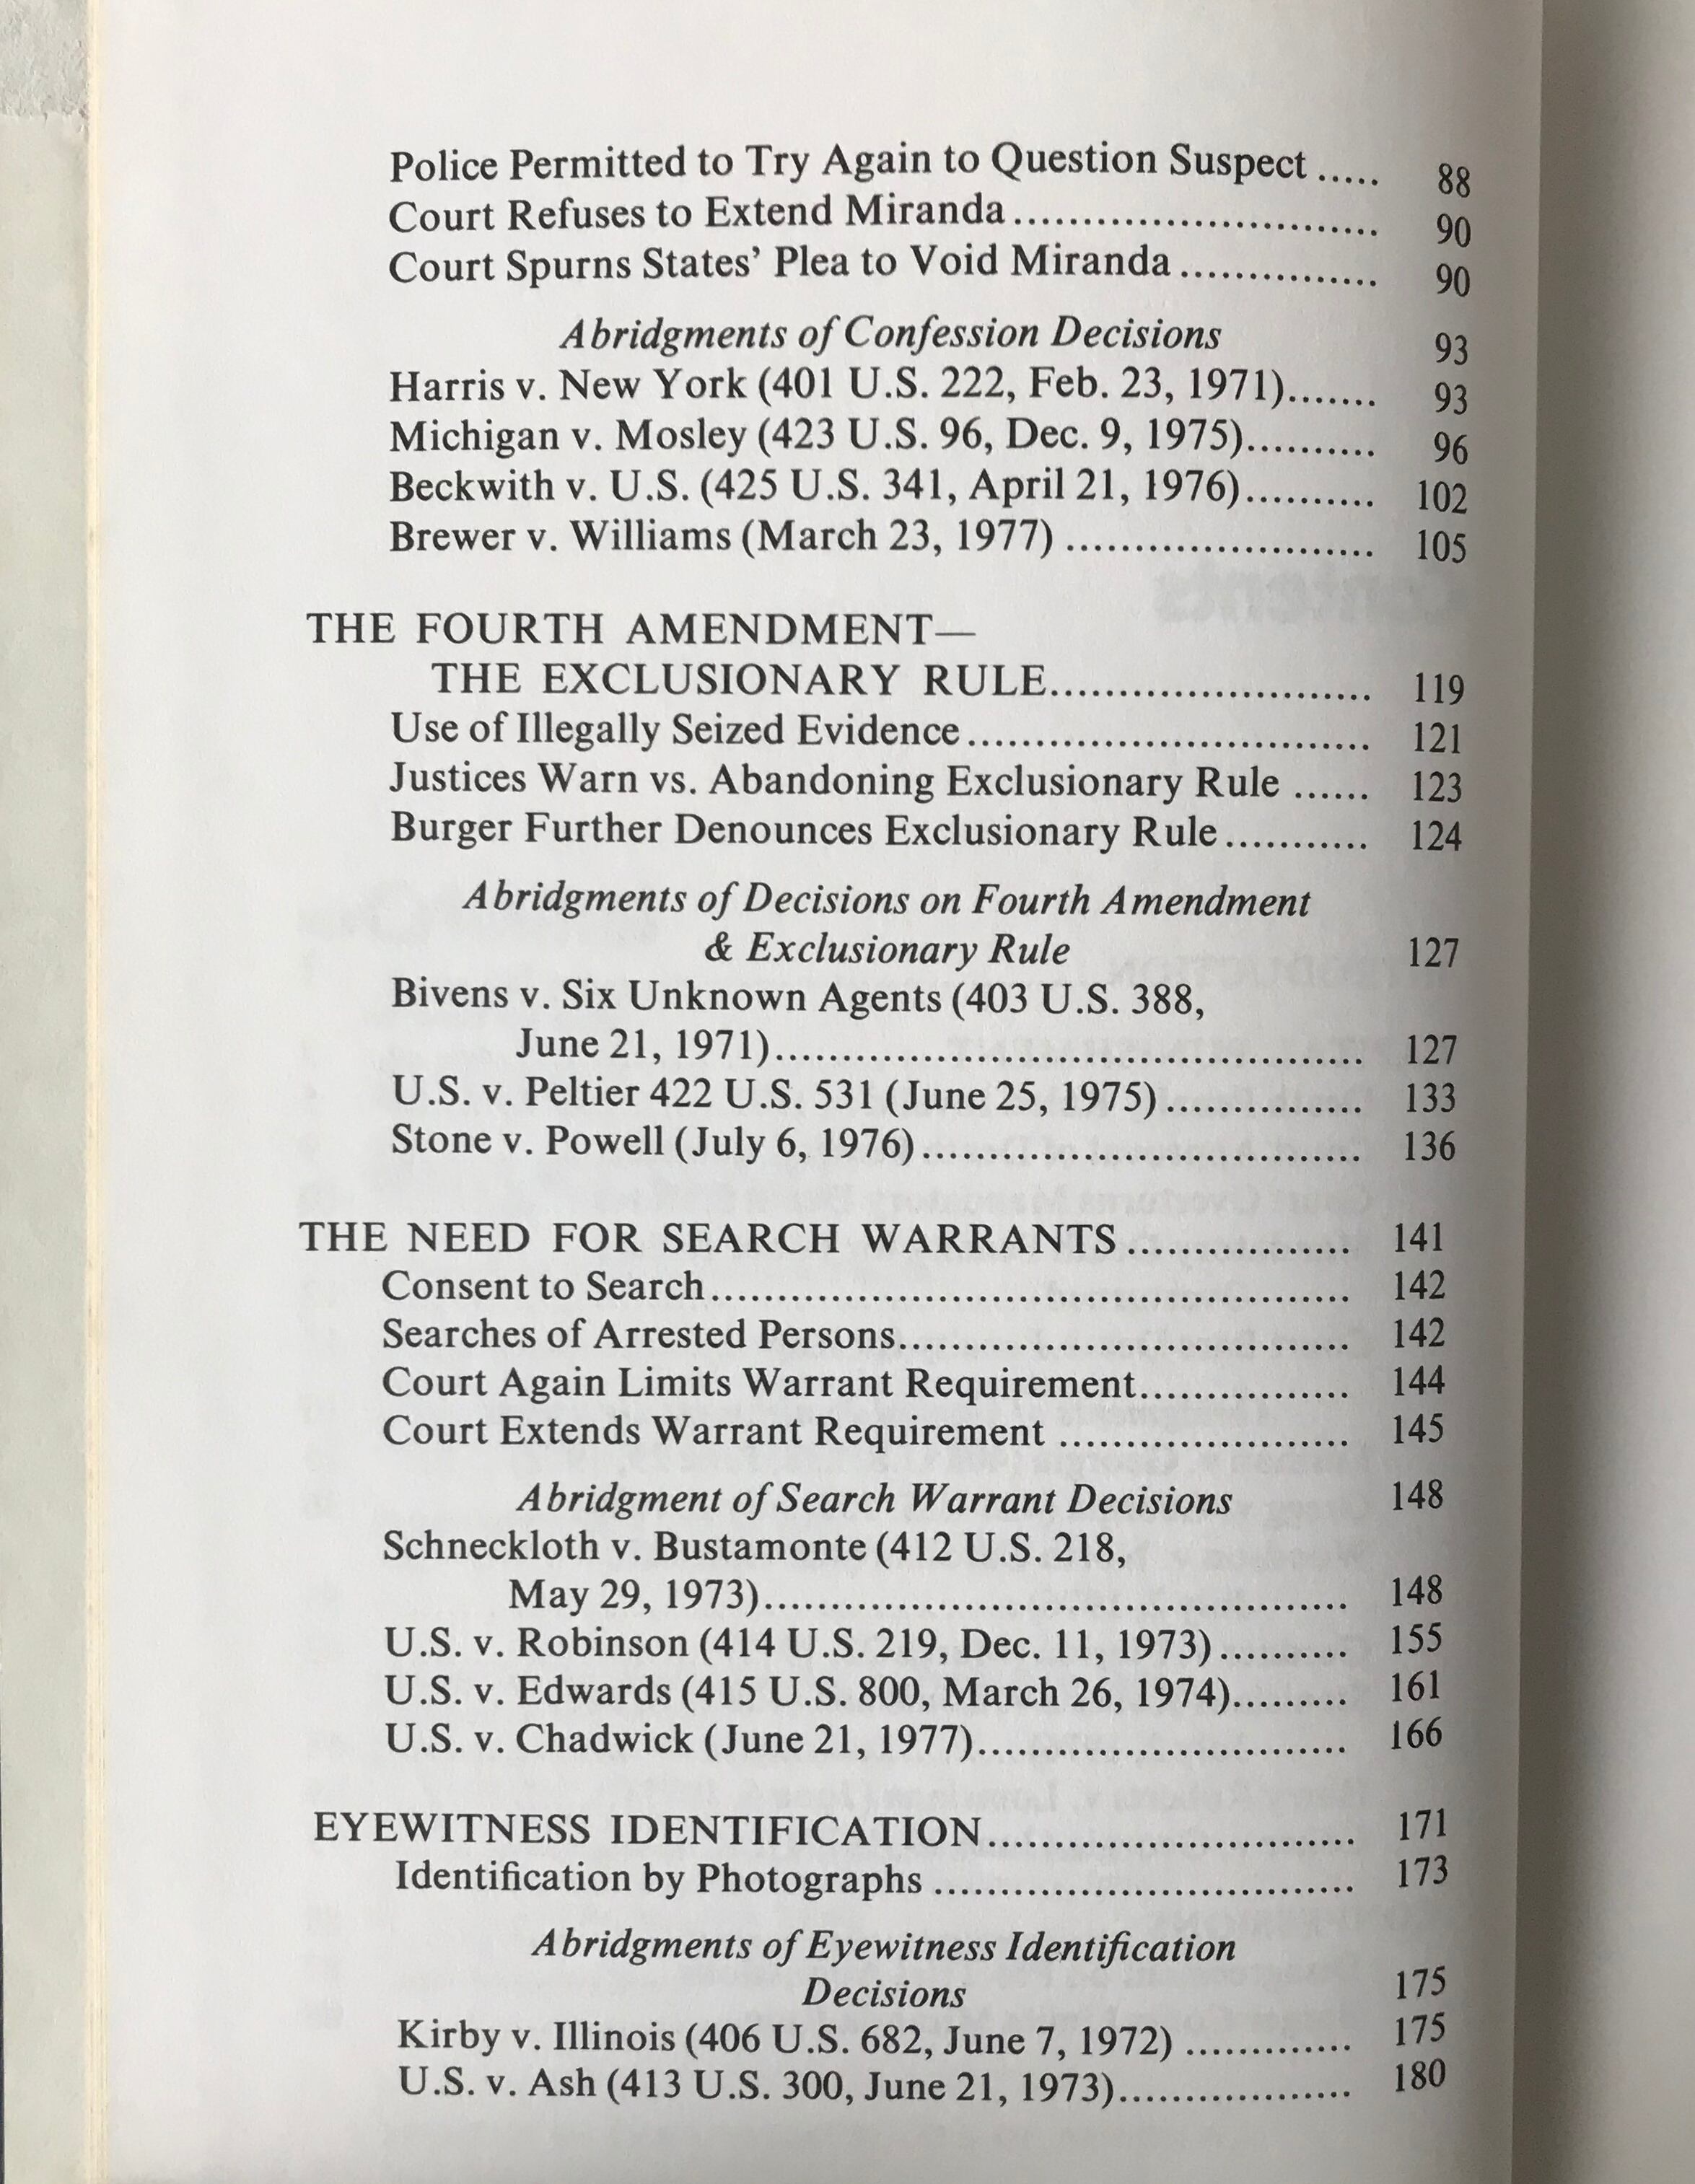 Police Permitted to Try Again to Question Suspect ..... 88
Court Refuses to Extend Miranda........................... 90
Court Spurns States' Plea to Void Miranda............... 90
Abridgments of Confession Decisions 93
Harris v. New York (401 U.S. 222, Feb. 23, 1971)....... 93
Michigan v. Mosley (423 U.S. 96, Dec. 9, 1975).......... 96
Beckwith v. U.S. (425 U.S. 341, April 21, 1976).......... 102
Brewer v. Williams (March 23, 1977) ....................... 105
THE FOURTH AMENDMENT—
THE EXCLUSIONARY RULE........................ 119
Use of Illegally Seized Evidence.............................. 121
Justices Warn vs. Abandoning Exclusionary Rule ...... 123
Burger Further Denounces Exclusionary Rule........... 124
Abridgments of Decisions on Fourth Amendment
& Exclusionary Rule 127
Bivens v. Six Unknown Agents (403 U.S. 388,
June 21, 1971)............................................ 127
U.S. v. Peltier 422 U.S. 531 (June 25, 1975)............... 133
Stone v. Powell (July 6, 1976)................................. 136
THE NEED FOR SEARCH WARRANTS................. 141
Consent to Search................................................ 142
Searches of Arrested Persons.................................. 142
Court Again Limits Warrant Requirement................ 144
Court Extends Warrant Requirement ...................... 145
Abridgment of Search Warrant Decisions 148
Schneckloth v. Bustamonte (412 U.S. 218,
May 29, 1973)............................................ 148
U.S. v. Robinson (414 U.S. 219, Dec. 11, 1973).......... 155
U.S. v. Edwards (415 U.S. 800, March 26, 1974)......... 161
U.S. v. Chadwick (June 21, 1977)............................ 166
EYEWITNESS IDENTIFICATION............................ 171
Identification by Photographs ................................ 173
Abridgments of Eyewitness Identification
Decisions 175
Kirby v. Illinois (406 U.S. 682, June 7, 1972) ............. 175
U.S. v. Ash (413 U.S. 300, June 21, 1973).................. 180